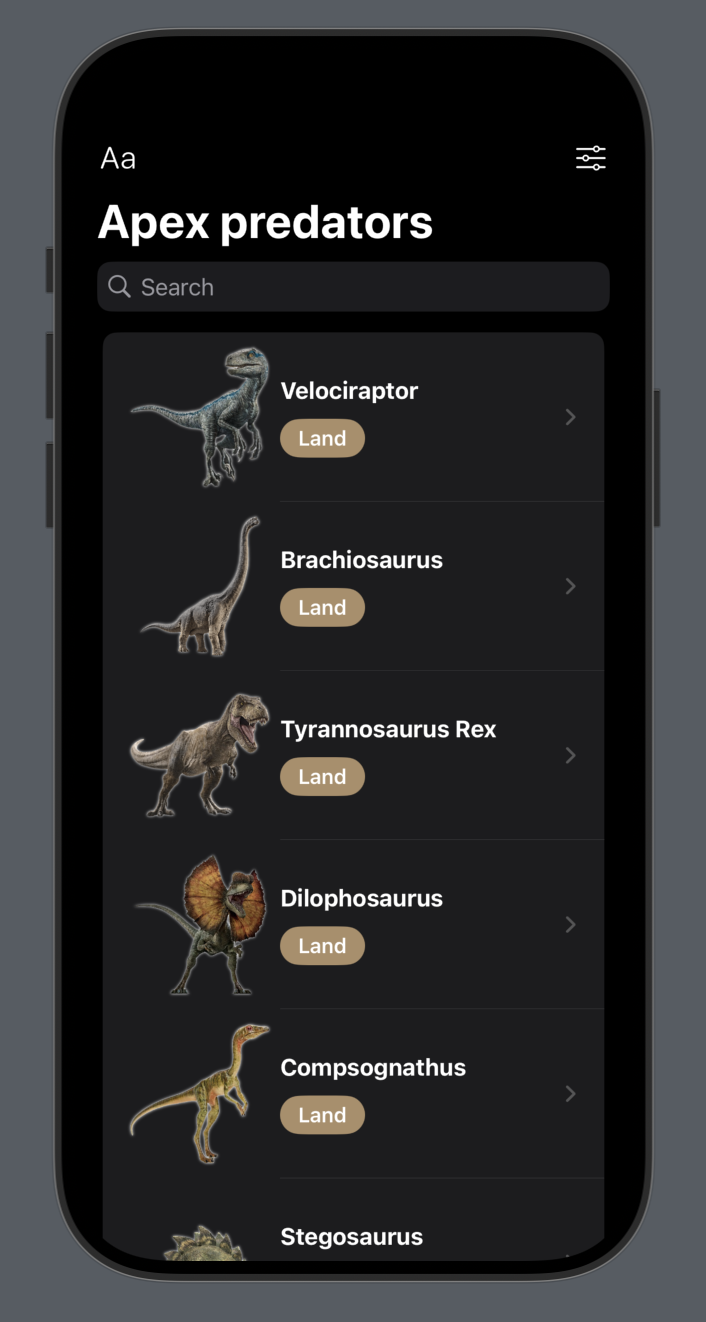 Aa
Apex predators
Search
Velociraptor
Land
Brachiosaurus
Land
Tyrannosaurus Rex
Land
Dilophosaurus
Land
Compsognathus
Land
Stegosaurus